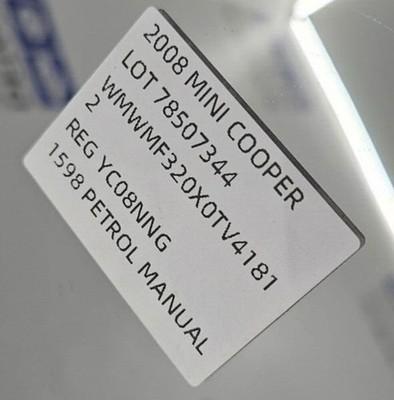 2008 MINI COOPER
LOT 78507344
WMWMF320X0TV4181
2
REG YC08NNG
1598 PETROL MANUAL